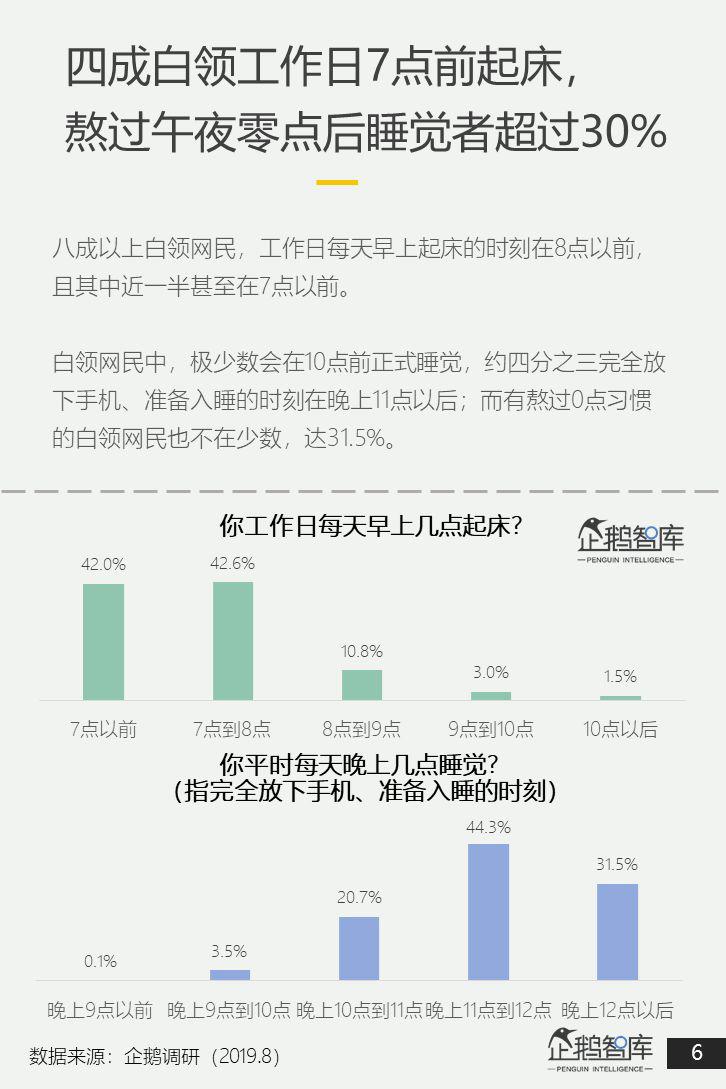 四成白领工作日7点前起床，
熬过午夜零点后睡觉者超过30%
八成以上白领网民，工作日每天早上起床的时刻在8点以前，
且其中近一半甚至在7点以前。
白领网民中，极少数会在10点前正式睡觉，约四分之三完全放
下手机、准备入睡的时刻在晚上11点以后；而有熬过0点习惯
的白领网民也不在少数，达31.5%。
你工作日每天早上几点起床？
企鹅智库
PENGUIN INTELLIGENCE
42.0% 42.6% 10.8% 3.0% 1.5%
7点以前 7点到8点 8点到9点 9点到10点 10点以后
你平时每天晚上几点睡觉？
（指完全放下手机、准备入睡的时刻）
0.1% 3.5% 20.7% 44.3% 31.5%
晚上9点以前 晚上9点到10点 晚上10点到11点 晚上11点到12点 晚上12点以后
数据来源：企鹅调研（2019.8）
企鹅智库
PENGUIN INTELLIGENCE
6